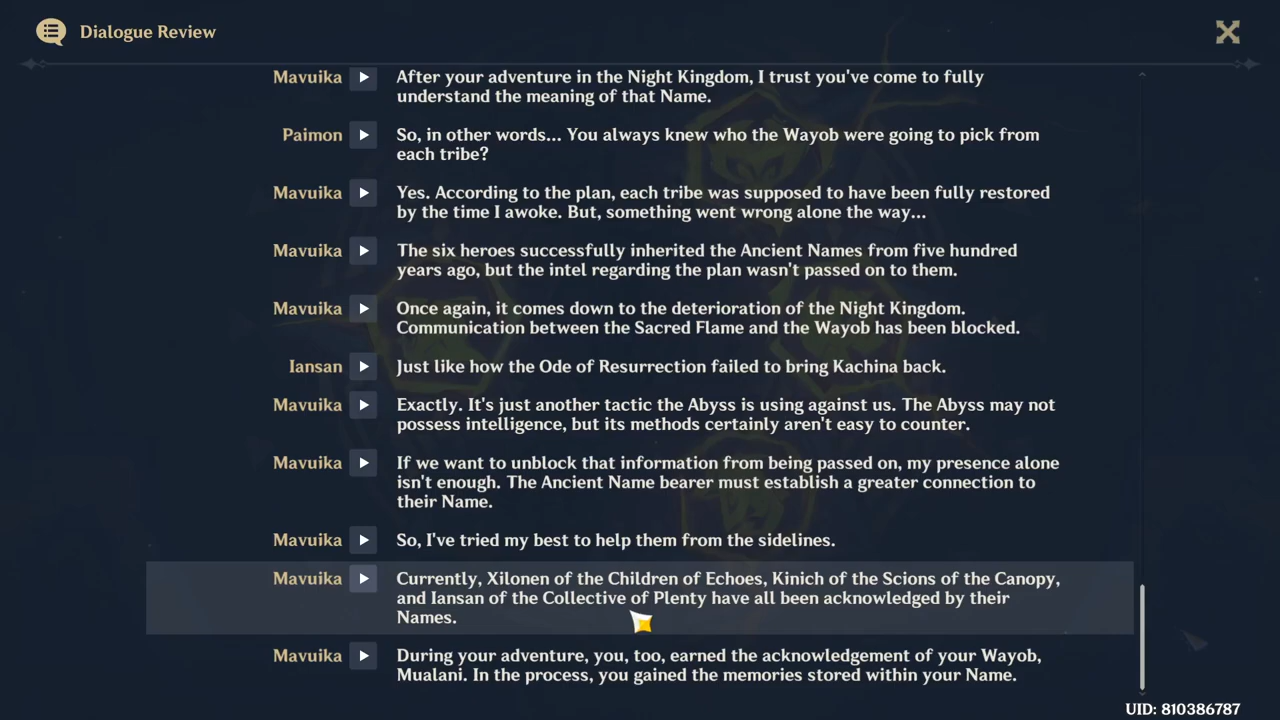 Dialogue Review
Mavuika
After your adventure in the Night Kingdom, I trust you've come to fully
understand the meaning of that Name.
Paimon
So, in other words... You always knew who the Wayob were going to pick from
each tribe?
Mavuika
Yes. According to the plan, each tribe was supposed to have been fully restored
by the time I awoke. But, something went wrong alone the way...
Mavuika
The six heroes successfully inherited the Ancient Names from five hundred
years ago, but the intel regarding the plan wasn't passed on to them.
Mavuika
Once again, it comes down to the deterioration of the Night Kingdom.
Communication between the Sacred Flame and the Wayob has been blocked.
Iansan
Just like how the Ode of Resurrection failed to bring Kachina back.
Mavuika
Exactly. It's just another tactic the Abyss is using against us. The Abyss may not
possess intelligence, but its methods certainly aren't easy to counter.
Mavuika
If we want to unblock that information from being passed on, my presence alone
isn't enough. The Ancient Name bearer must establish a greater connection to
their Name.
Mavuika
So, I've tried my best to help them from the sidelines.
Mavuika
Currently, Xilonen of the Children of Echoes, Kinich of the Scions of the Canopy,
and Iansan of the Collective of Plenty have all been acknowledged by their
Names.
Mavuika
During your adventure, you, too, earned the acknowledgement of your Wayob,
Mualani. In the process, you gained the memories stored within your Name.
UID: 810386787